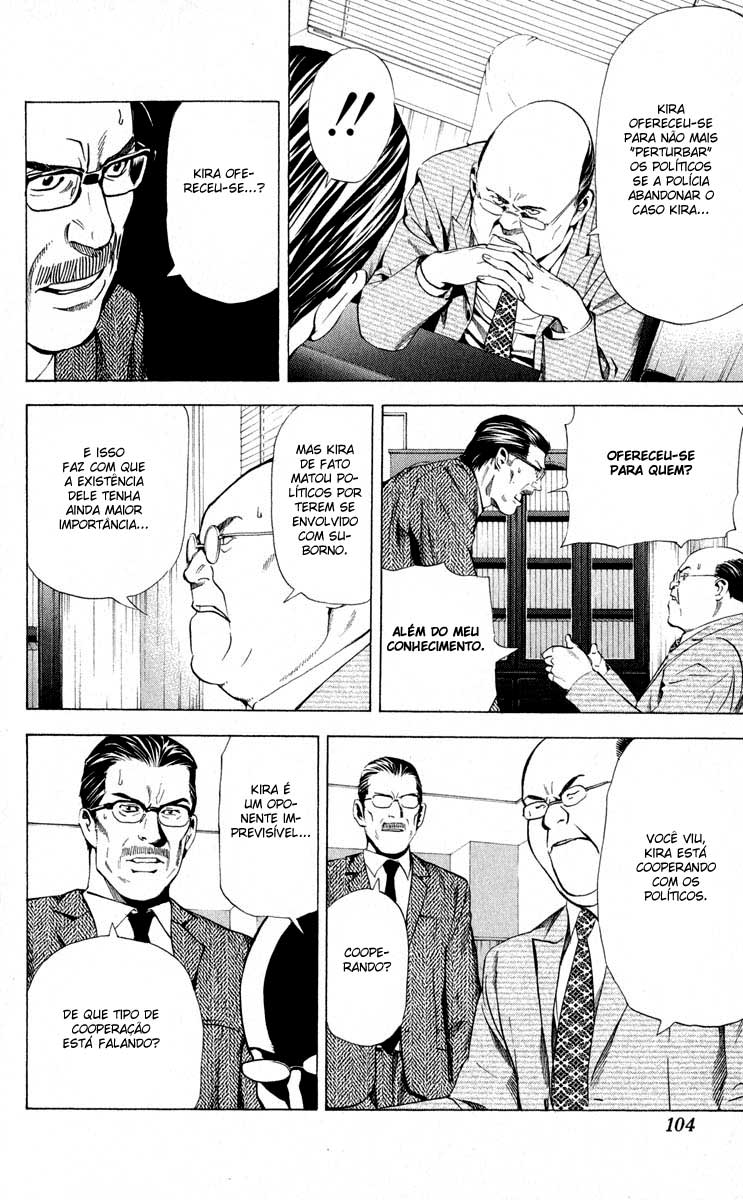 KIRA
OFERECEU-SE
PARA NÃO MAIS
"PERTURBAR"
OS POLÍTICOS
SE A POLÍCIA
ABANDONAR O
CASO KIRA...
!!
KIRA OFE-
RECEU-SE...?
OFERECEU-SE
PARA QUEM?
ALÉM DO MEU
CONHECIMENTO.
MAS KIRA
DE FATO
MATOU PO-
LÍTICOS POR
TEREM SE
ENVOLVIDO
COM SU-
BORNO.
E ISSO
FAZ COM QUE
A EXISTÊNCIA
DELE TENHA
AINDA MAIOR
IMPORTÂNCIA...
VOCÊ VIU,
KIRA ESTÁ
COOPERANDO
COM OS
POLÍTICOS.
COOPE-
RANDO?
KIRA É
UM OPO-
NENTE IM-
PREVISÍVEL...
DE QUE TIPO DE
COOPERAÇÃO
ESTÁ FALANDO?
104